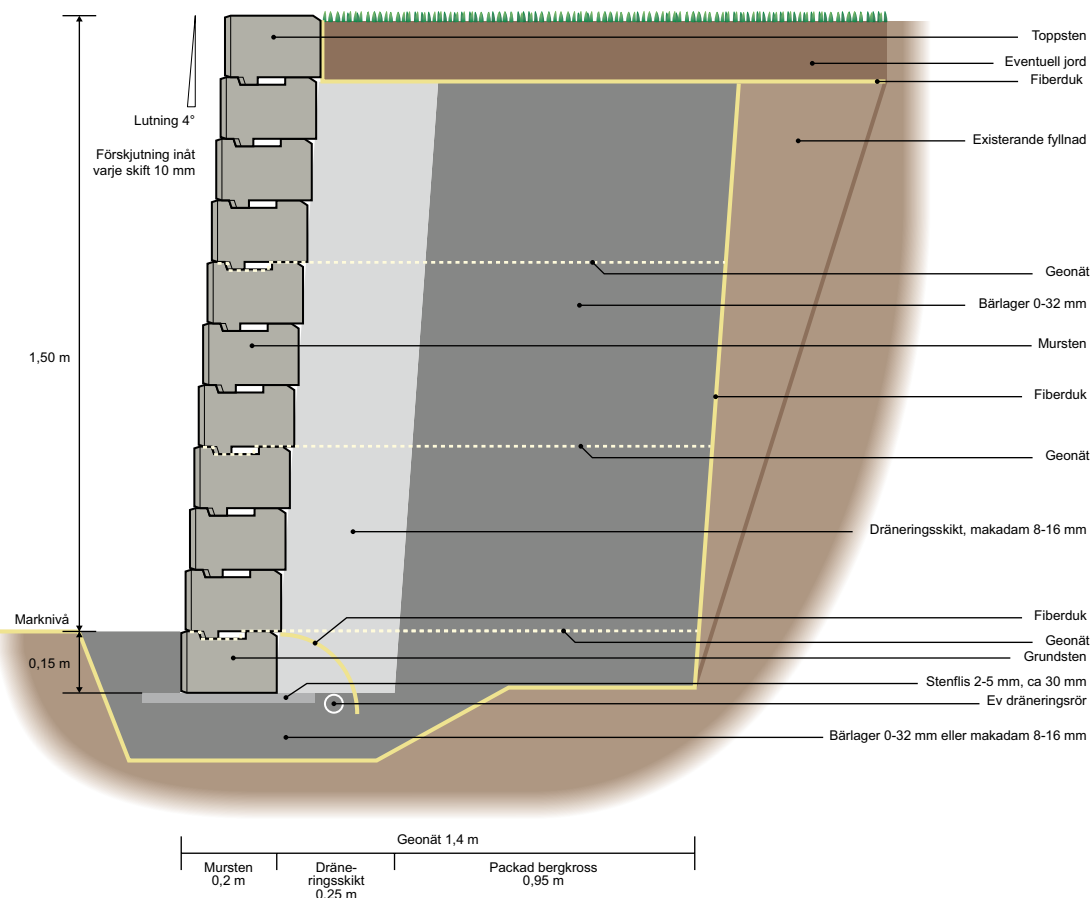 Toppsten
Eventuell jord
Fiberduk
Lutning 4°
Förskjutning inåt
varje skift 10 mm
Existerande fyllnad
Geonät
Bärlager 0-32 mm
Mursten
1,50 m
Fiberduk
Geonät
Dräneringsskikt, makadam 8-16 mm
Marknivå
Fiberduk
Geonät
0,15 m
Grundsten
Stenflis 2-5 mm, ca 30 mm
Ev dräneringsrör
Bärlager 0-32 mm eller makadam 8-16 mm
Geonät 1,4 m
Mursten
0,2 m
Dräne-
ringsskikt
0,25 m
Packad bergkross
0,95 m